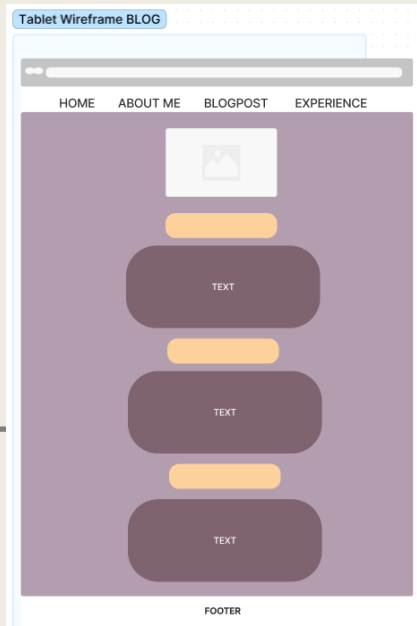 Tablet Wireframe BLOG
HOME ABOUT ME BLOGPOST EXPERIENCE
TEXT
TEXT
TEXT
FOOTER